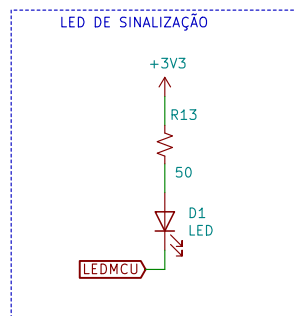 LED DE SINALIZAÇÃO
+3V3
R13
50
D1
LED
LEDMCU